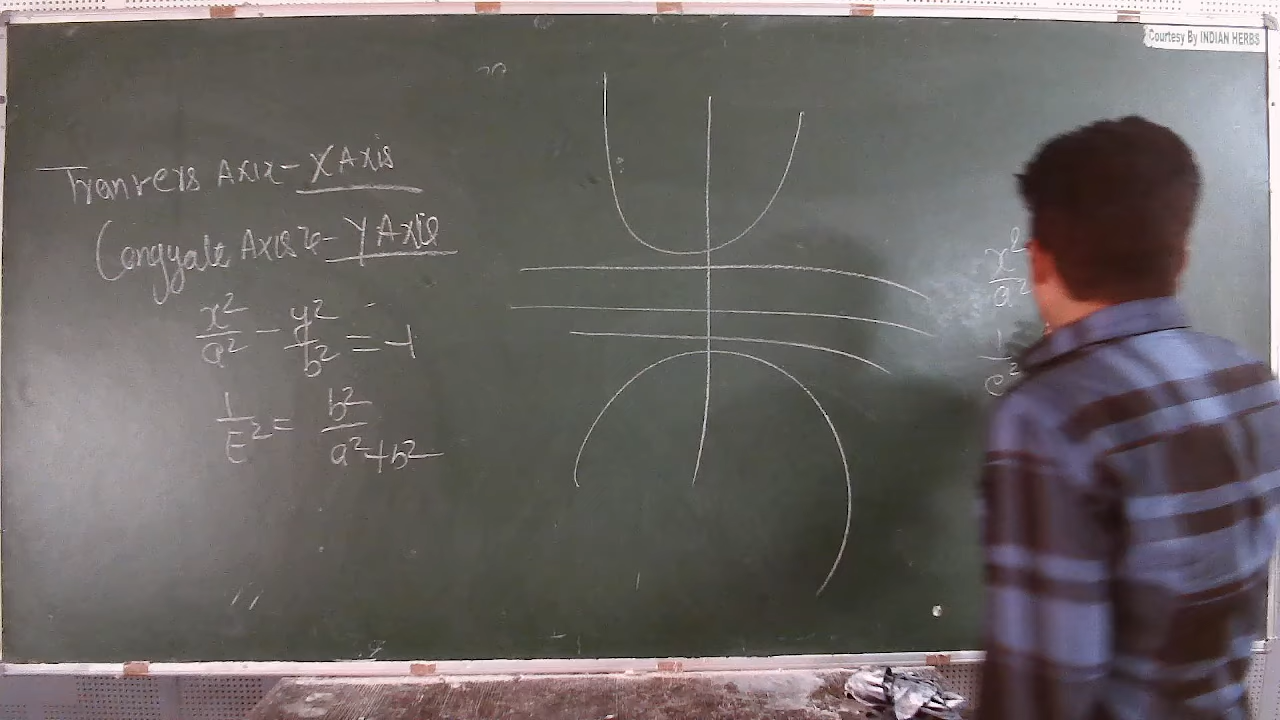 Courtesy By INDIAN HERBS
Tranvers Axix - X Axis
Congyate Axis - Y Axis
x²/a² - y²/b² = -1
1/E² = b²/a²+b²
x²/a²
1/e²